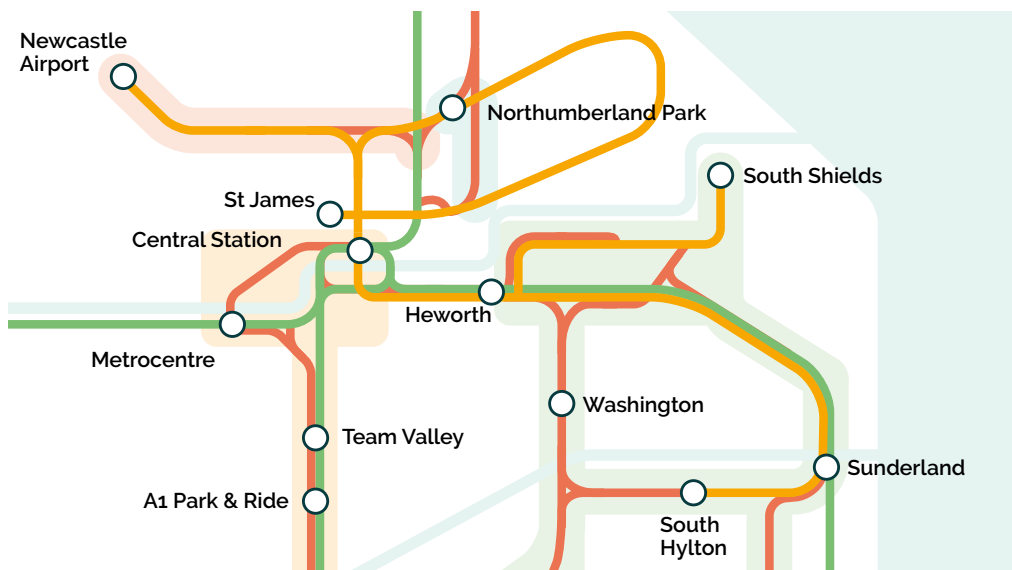 Newcastle
Airport
Northumberland Park
South Shields
St James
Central Station
Heworth
Metrocentre
Washington
Team Valley
Sunderland
A1 Park & Ride
South
Hylton